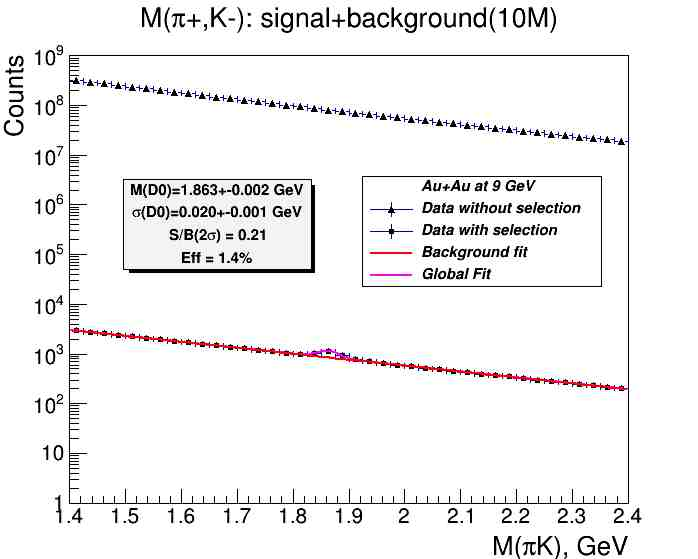 M(π+,K-): signal+background(10M)
Counts
10⁹
10⁸
10⁷
10⁶
10⁵
10⁴
10³
10²
10
1
M(D0)=1.863+-0.002 GeV
σ(D0)=0.020+-0.001 GeV
S/B(2σ) = 0.21
Eff = 1.4%
Au+Au at 9 GeV
Data without selection
Data with selection
Background fit
Global Fit
1.4 1.5 1.6 1.7 1.8 1.9 2 2.1 2.2 2.3 2.4
M(πK), GeV